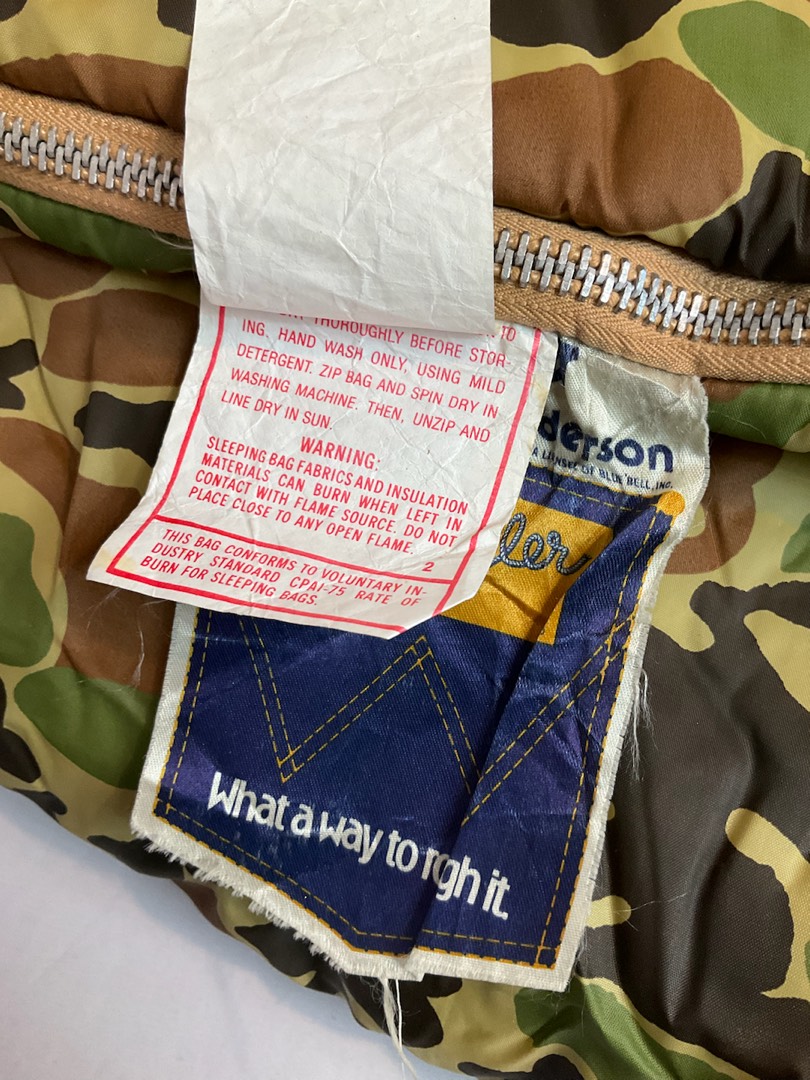 THOROUGHLY BEFORE STOR-
ING. HAND WASH ONLY, USING MILD
DETERGENT. ZIP BAG AND SPIN DRY IN
WASHING MACHINE. THEN, UNZIP AND
LINE DRY IN SUN.
WARNING:
SLEEPING BAG FABRICS AND INSULATION
MATERIALS CAN BURN WHEN LEFT IN
CONTACT WITH FLAME SOURCE. DO NOT
PLACE CLOSE TO ANY OPEN FLAME.
2
THIS BAG CONFORMS TO VOLUNTARY IN-
DUSTRY STANDARD CPAI-75 RATE OF
BURN FOR SLEEPING BAGS.
derson
OF BLUE BELL, INC.
ler
What a way to rough it.